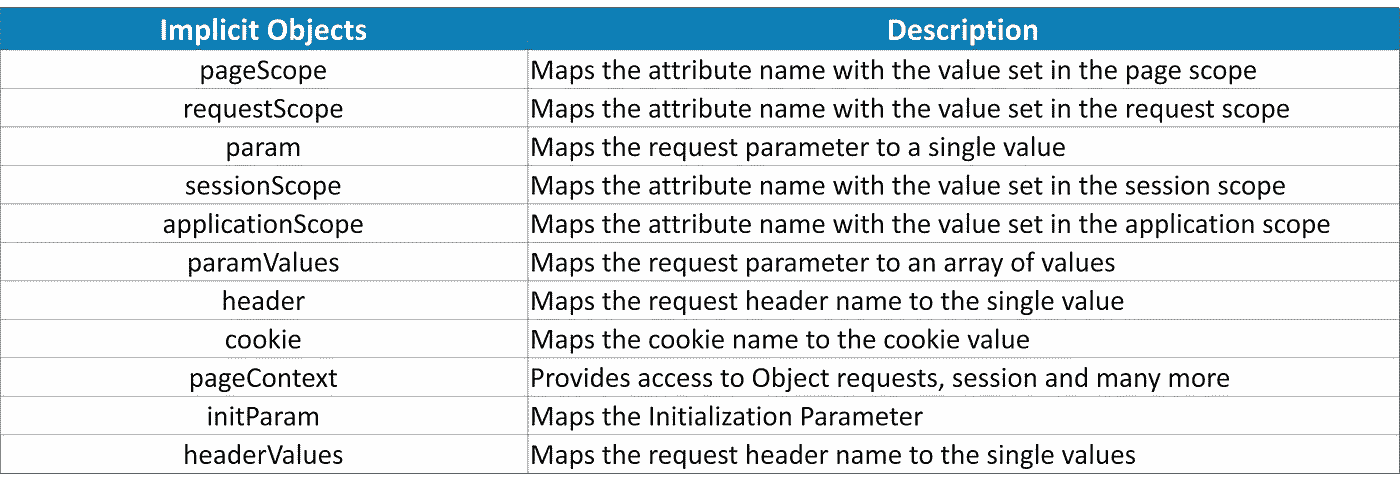 Implicit Objects Description
pageScope Maps the attribute name with the value set in the page scope
requestScope Maps the attribute name with the value set in the request scope
param Maps the request parameter to a single value
sessionScope Maps the attribute name with the value set in the session scope
applicationScope Maps the attribute name with the value set in the application scope
paramValues Maps the request parameter to an array of values
header Maps the request header name to the single value
cookie Maps the cookie name to the cookie value
pageContext Provides access to Object requests, session and many more
initParam Maps the Initialization Parameter
headerValues Maps the request header name to the single values